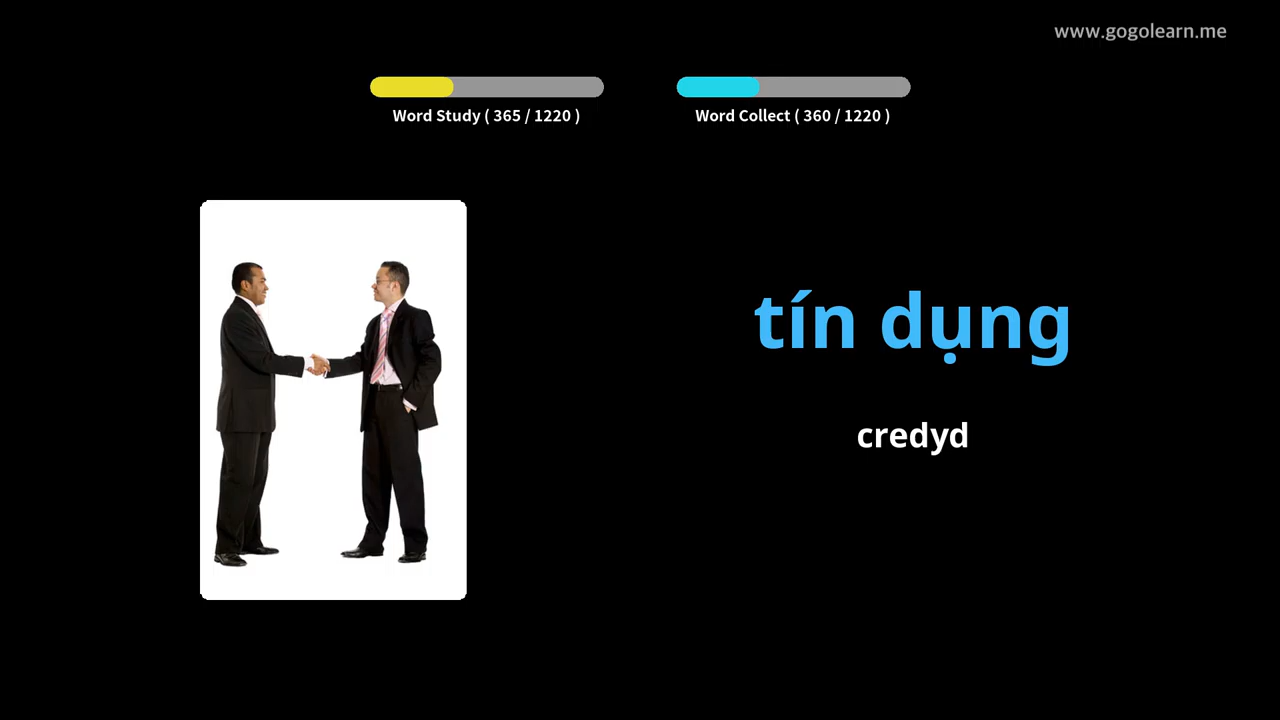 www.gogolearn.me
Word Study ( 365 / 1220 )
Word Collect ( 360 / 1220 )
tín dụng
credyd